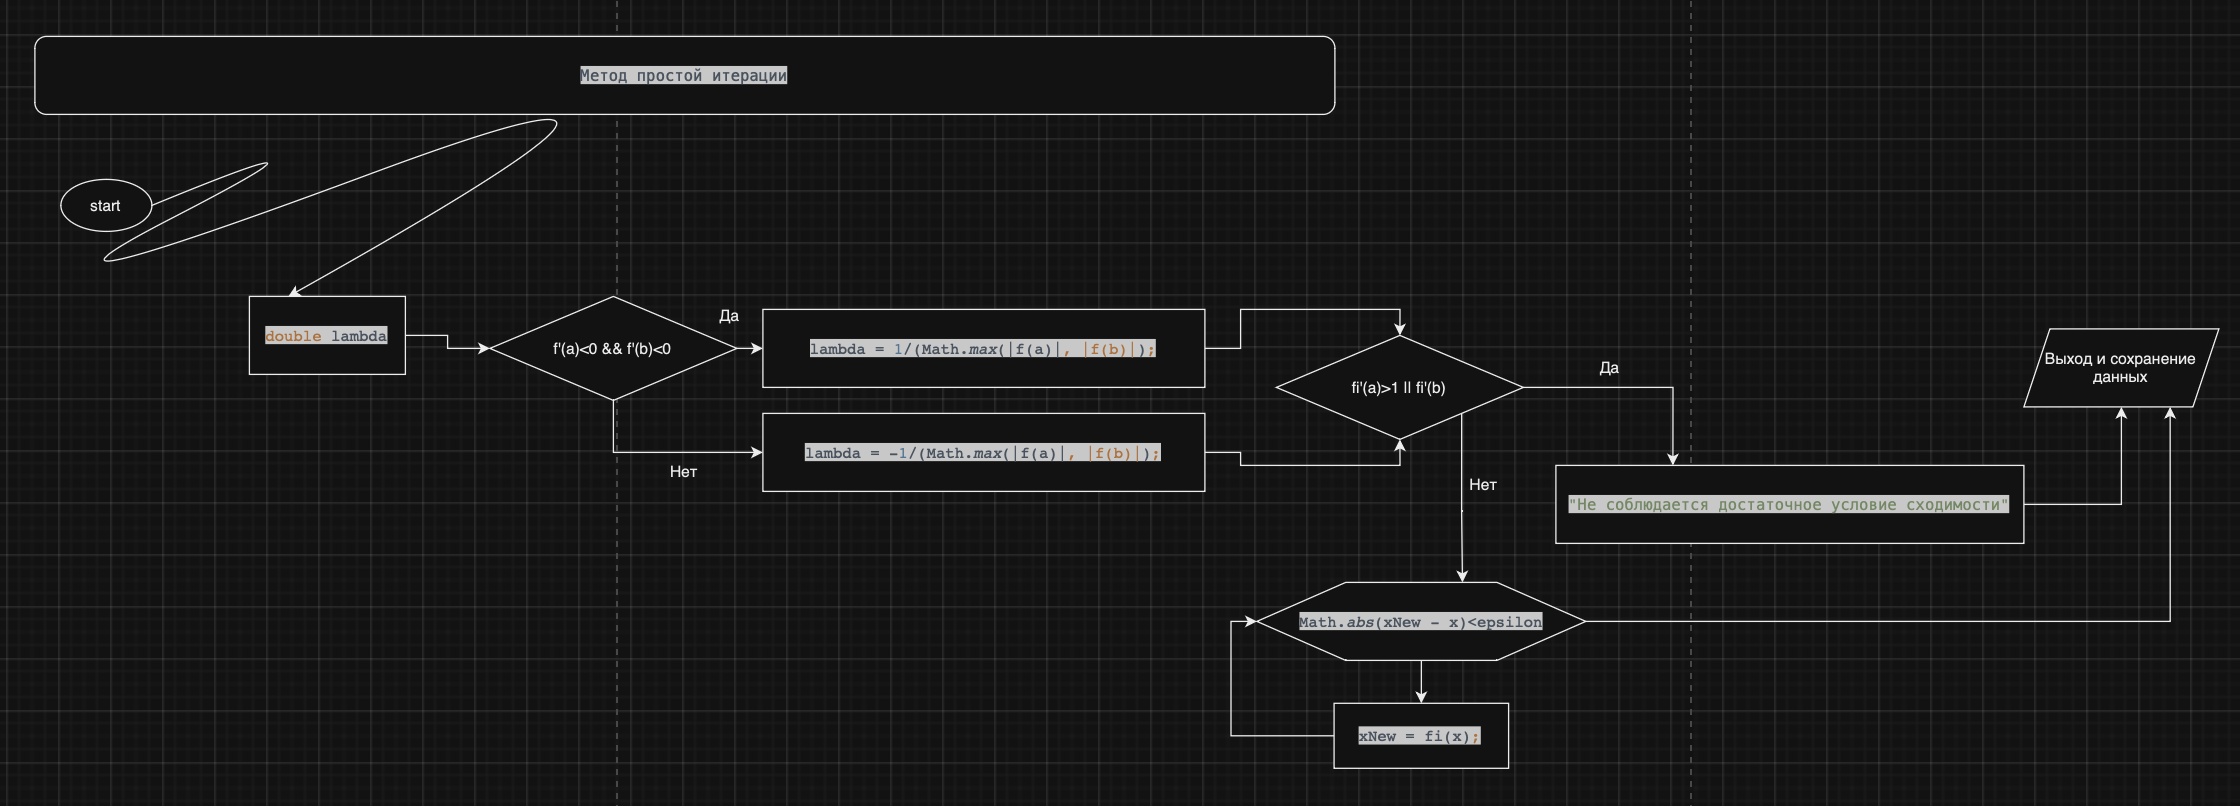 Метод простой итерации
start
double lambda
f'(a)<0 && f'(b)<0
Да
lambda = 1/(Math.max(|f(a)|, |f(b)|);
Нет
lambda = -1/(Math.max(|f(a)|, |f(b)|);
fi'(a)>1 || fi'(b)
Да
Нет
"Не соблюдается достаточное условие сходимости"
Выход и сохранение
данных
Math.abs(xNew - x)<epsilon
xNew = fi(x);